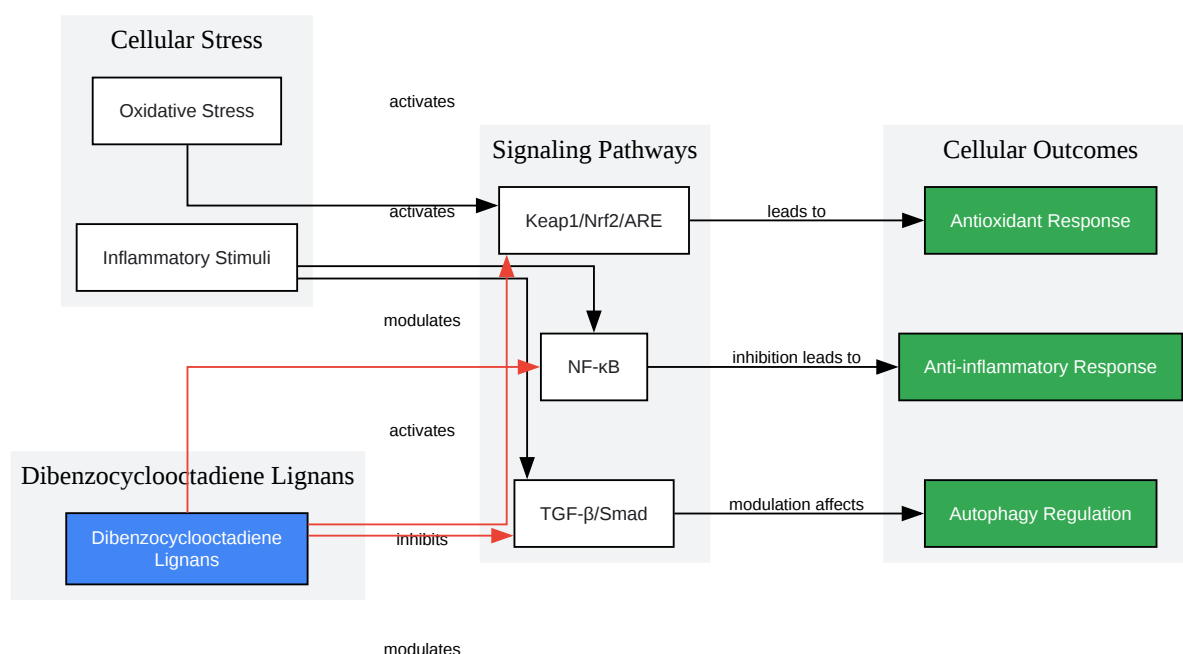 Cellular Stress
Oxidative Stress
activates
Signaling Pathways
Cellular Outcomes
activates
Keap1/Nrf2/ARE
leads to
Antioxidant Response
Inflammatory Stimuli
modulates
NF-κB
inhibition leads to
Anti-inflammatory Response
activates
Dibenzocyclooctadiene Lignans
TGF-β/Smad
modulation affects
Autophagy Regulation
Dibenzocyclooctadiene
Lignans
inhibits
modulates